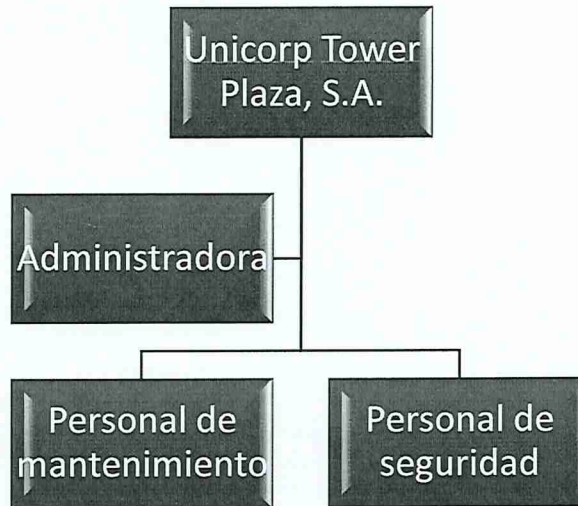 Unicorp Tower
Plaza, S.A.
Administradora
Personal de
mantenimiento
Personal de
seguridad